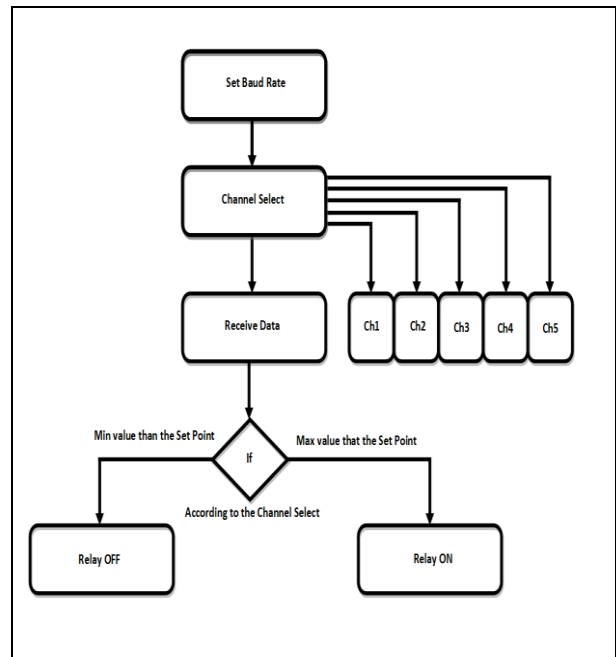 Set Baud Rate
Channel Select
Receive Data
Ch1
Ch2
Ch3
Ch4
Ch5
Min value than the Set Point
Max value that the Set Point
If
According to the Channel Select
Relay OFF
Relay ON